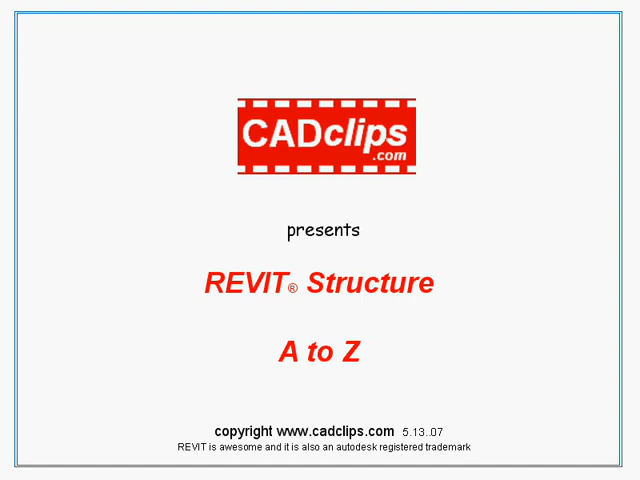 CADclips
.com
presents
REVIT® Structure
A to Z
copyright www.cadclips.com 5.13..07
REVIT is awesome and it is also an autodesk registered trademark